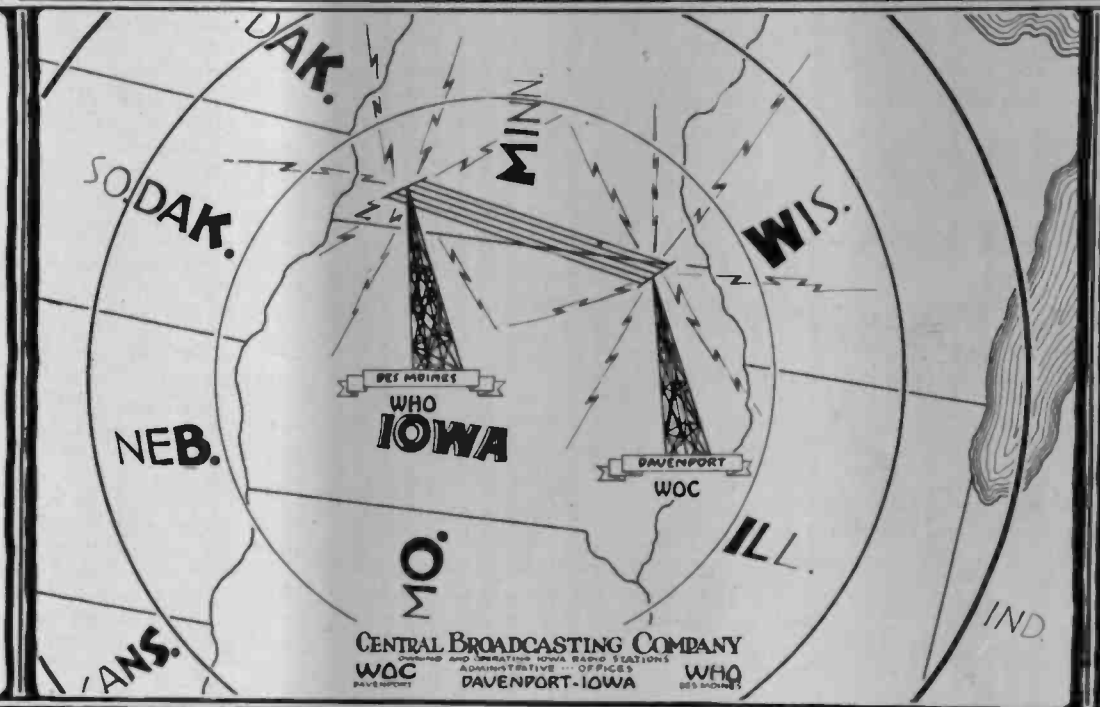 DAK.
MINN.
SO.DAK.
WIS.
DES MOINES
WHO
IOWA
NEB.
DAVENPORT
WOC
MO.
ILL.
IND.
ANS.
CENTRAL BROADCASTING COMPANY
OWNING AND OPERATING IOWA RADIO STATIONS
WOC
DAVENPORT
ADMINISTRATIVE OFFICES
DAVENPORT-IOWA
WHO
DES MOINES